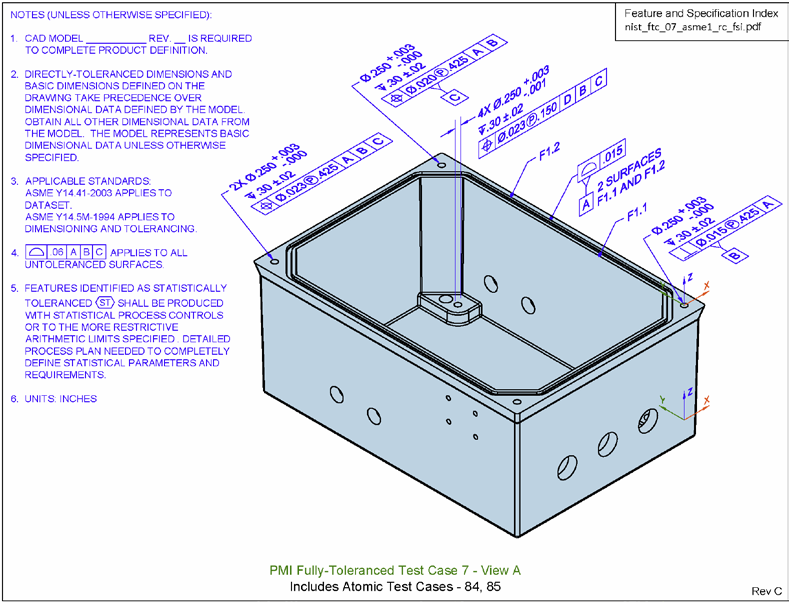 NOTES (UNLESS OTHERWISE SPECIFIED):
1. CAD MODEL __________ REV. __ IS REQUIRED
TO COMPLETE PRODUCT DEFINITION.
2. DIRECTLY-TOLERANCED DIMENSIONS AND
BASIC DIMENSIONS DEFINED ON THE
DRAWING TAKE PRECEDENCE OVER
DIMENSIONAL DATA DEFINED BY THE MODEL.
OBTAIN ALL OTHER DIMENSIONAL DATA FROM
THE MODEL. THE MODEL REPRESENTS BASIC
DIMENSIONAL DATA UNLESS OTHERWISE
SPECIFIED.
3. APPLICABLE STANDARDS:
ASME Y14.41-2003 APPLIES TO
DATASET.
ASME Y14.5M-1994 APPLIES TO
DIMENSIONING AND TOLERANCING.
4. ⌓ .06 A B C APPLIES TO ALL
UNTOLERANCED SURFACES.
5. FEATURES IDENTIFIED AS STATISTICALLY
TOLERANCED ST SHALL BE PRODUCED
WITH STATISTICAL PROCESS CONTROLS
OR TO THE MORE RESTRICTIVE
ARITHMETIC LIMITS SPECIFIED . DETAILED
PROCESS PLAN NEEDED TO COMPLETELY
DEFINE STATISTICAL PARAMETERS AND
REQUIREMENTS.
6. UNITS: INCHES
Feature and Specification Index
nist_ftc_07_asme1_rc_fsi.pdf
Ø.250 +.003 -.000
↧.30 ±.02
⌖ Ø.020 Ⓟ .425 A B
C
4X Ø.250 +.003 -.001
↧.30 ±.02
⌖ Ø.023 Ⓟ .150 D B C
2X Ø.250 +.003 -.000
↧.30 ±.02
⌖ Ø.023 Ⓟ .425 A B C
F1.2
⌓ .015
A
2 SURFACES
F1.1 AND F1.2
F1.1
Ø.250 +.003 -.000
↧.30 ±.02
⟂ Ø.015 Ⓟ .425 A
B
Z
X
Y
Z
X
PMI Fully-Toleranced Test Case 7 - View A
Includes Atomic Test Cases - 84, 85
Rev C